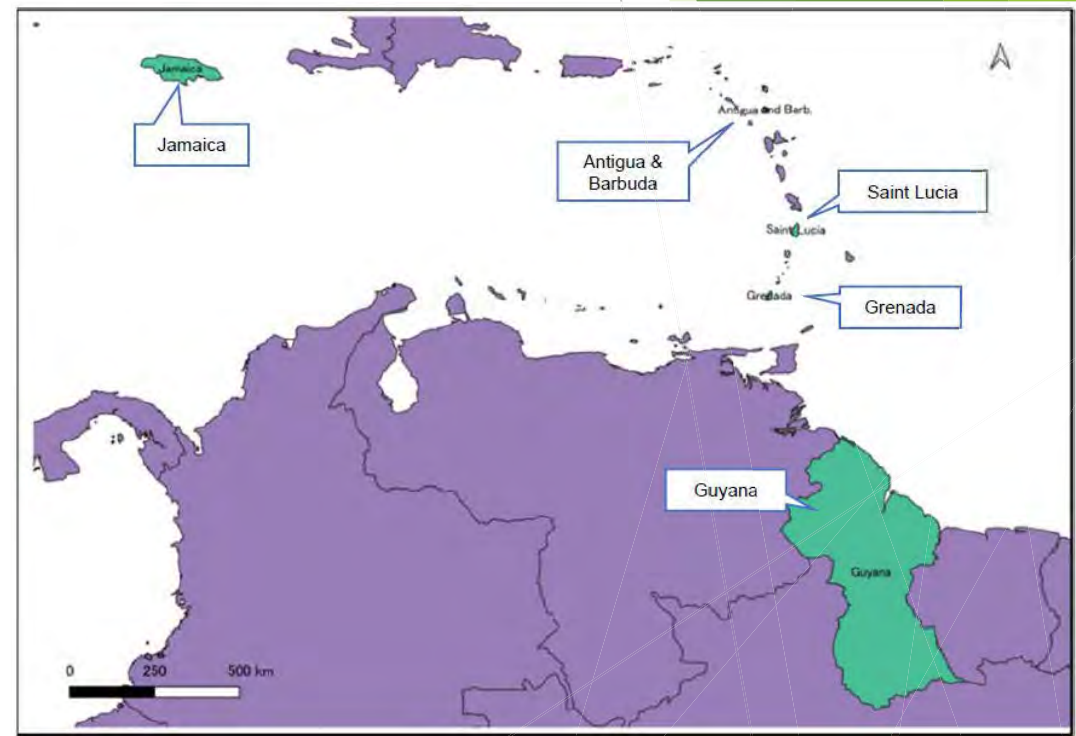 Jamaica
Jamaica
Antigua and Barb.
Antigua &
Barbuda
Saint Lucia
Saint Lucia
Grenada
Grenada
Guyana
Guyana
0 250 500 km